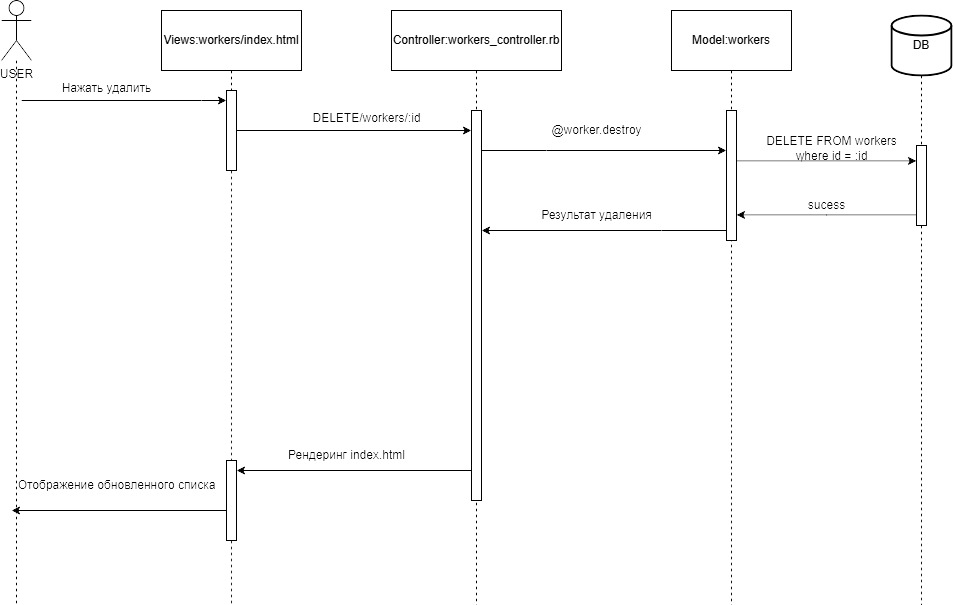 USER
Views:workers/index.html
Controller:workers_controller.rb
Model:workers
DB
Нажать удалить
DELETE/workers/:id
@worker.destroy
DELETE FROM workers
where id = :id
sucess
Результат удаления
Рендеринг index.html
Отображение обновленного списка